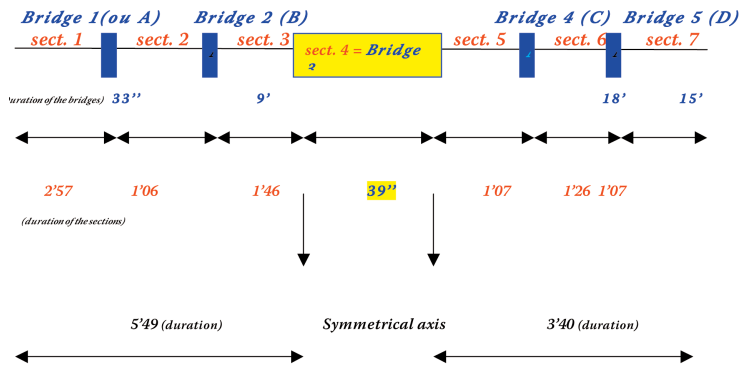 Bridge 1(ou A) Bridge 2 (B) Bridge 4 (C) Bridge 5 (D)
sect. 1 sect. 2 sect. 3 sect. 4 = Bridge sect. 5 sect. 6 sect. 7
of the bridges) 33’’ 9’ 18’ 15’
2’57 1’06 1’46 39’’ 1’07 1’26 1’07
(duration of the sections)
5’49 (duration) Symmetrical axis 3’40 (duration)